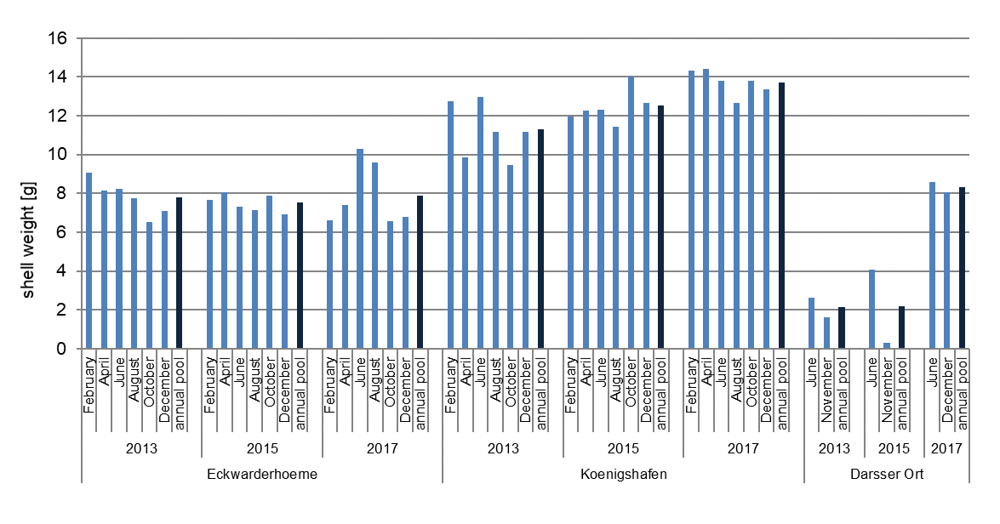 16
14
12
10
8
6
4
2
0
shell weight [g]
February
April
June
August
October
December
annual pool
February
April
June
August
October
December
annual pool
February
April
June
August
October
December
annual pool
February
April
June
August
October
December
annual pool
February
April
June
August
October
December
annual pool
February
April
June
August
October
December
annual pool
June
November
annual pool
June
November
annual pool
June
December
annual pool
2013
2015
2017
2013
2015
2017
2013
2015
2017
Eckwarderhoerne
Koenigshafen
Darsser Ort